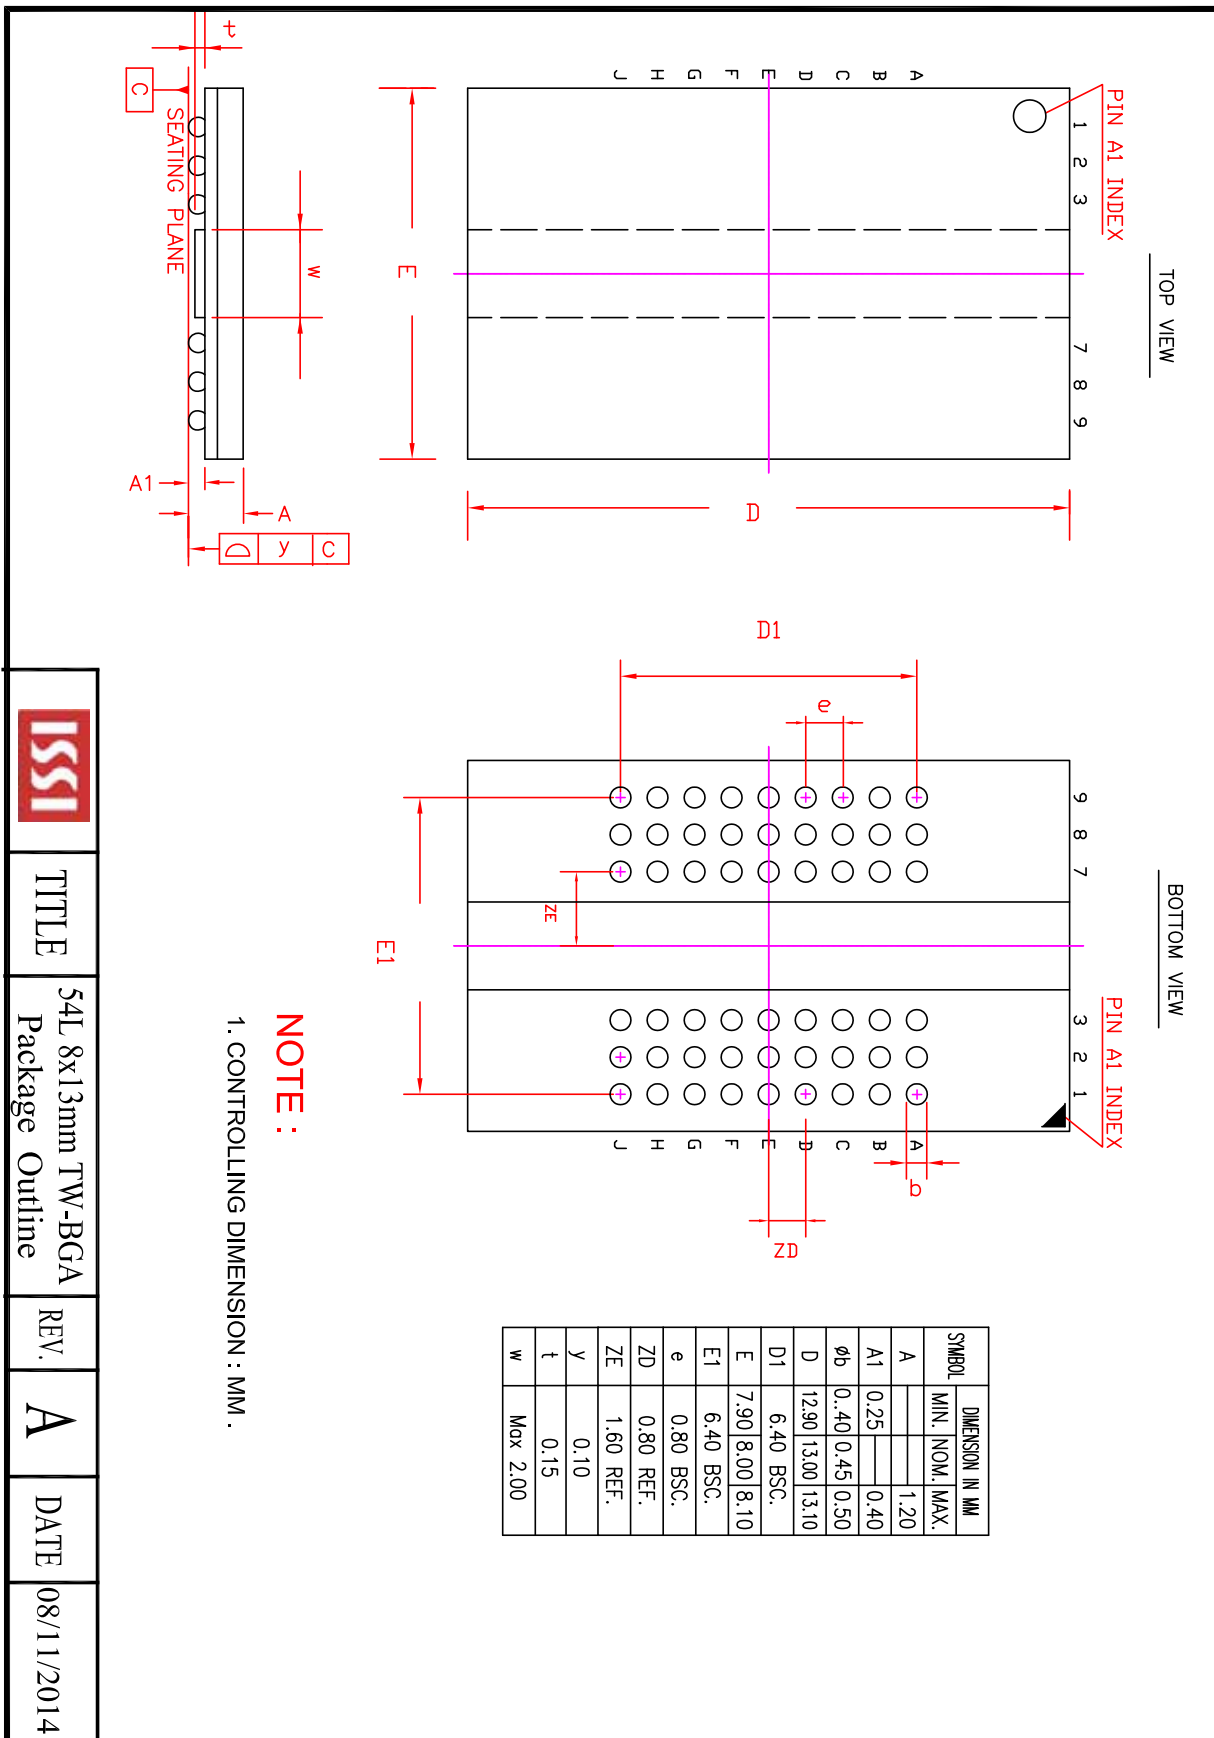 TOP VIEW
PIN A1 INDEX
1 2 3 7 8 9
A
B
C
D
E
F
G
H
J
D
E
w
t
C
SEATING PLANE
A1
A
y C
BOTTOM VIEW
PIN A1 INDEX
9 8 7 3 2 1
A
B
C
D
E
F
G
H
J
D1
e
ZE
E1
b
ZD
SYMBOL DIMENSION IN MM
MIN. NOM. MAX.
A 1.20
A1 0.25 0.40
øb 0..40 0.45 0.50
D 12.90 13.00 13.10
D1 6.40 BSC.
E 7.90 8.00 8.10
E1 6.40 BSC.
e 0.80 BSC.
ZD 0.80 REF.
ZE 1.60 REF.
y 0.10
t 0.15
w Max 2.00
NOTE :
1. CONTROLLING DIMENSION : MM .
ISSI
TITLE
54L 8x13mm TW-BGA
Package Outline
REV.
A
DATE
08/11/2014